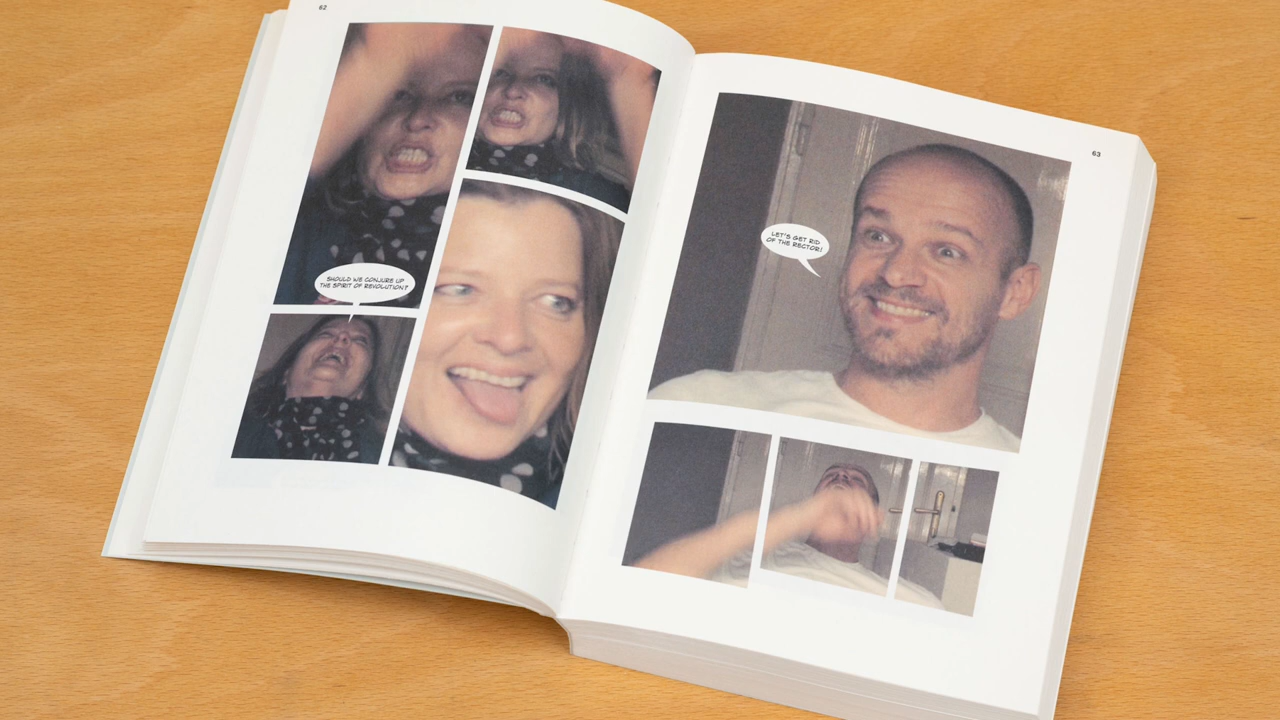 62
SHOULD WE CONJURE UP
THE SPIRIT OF REVOLUTION?
63
LET'S GET RID
OF THE RECTOR!